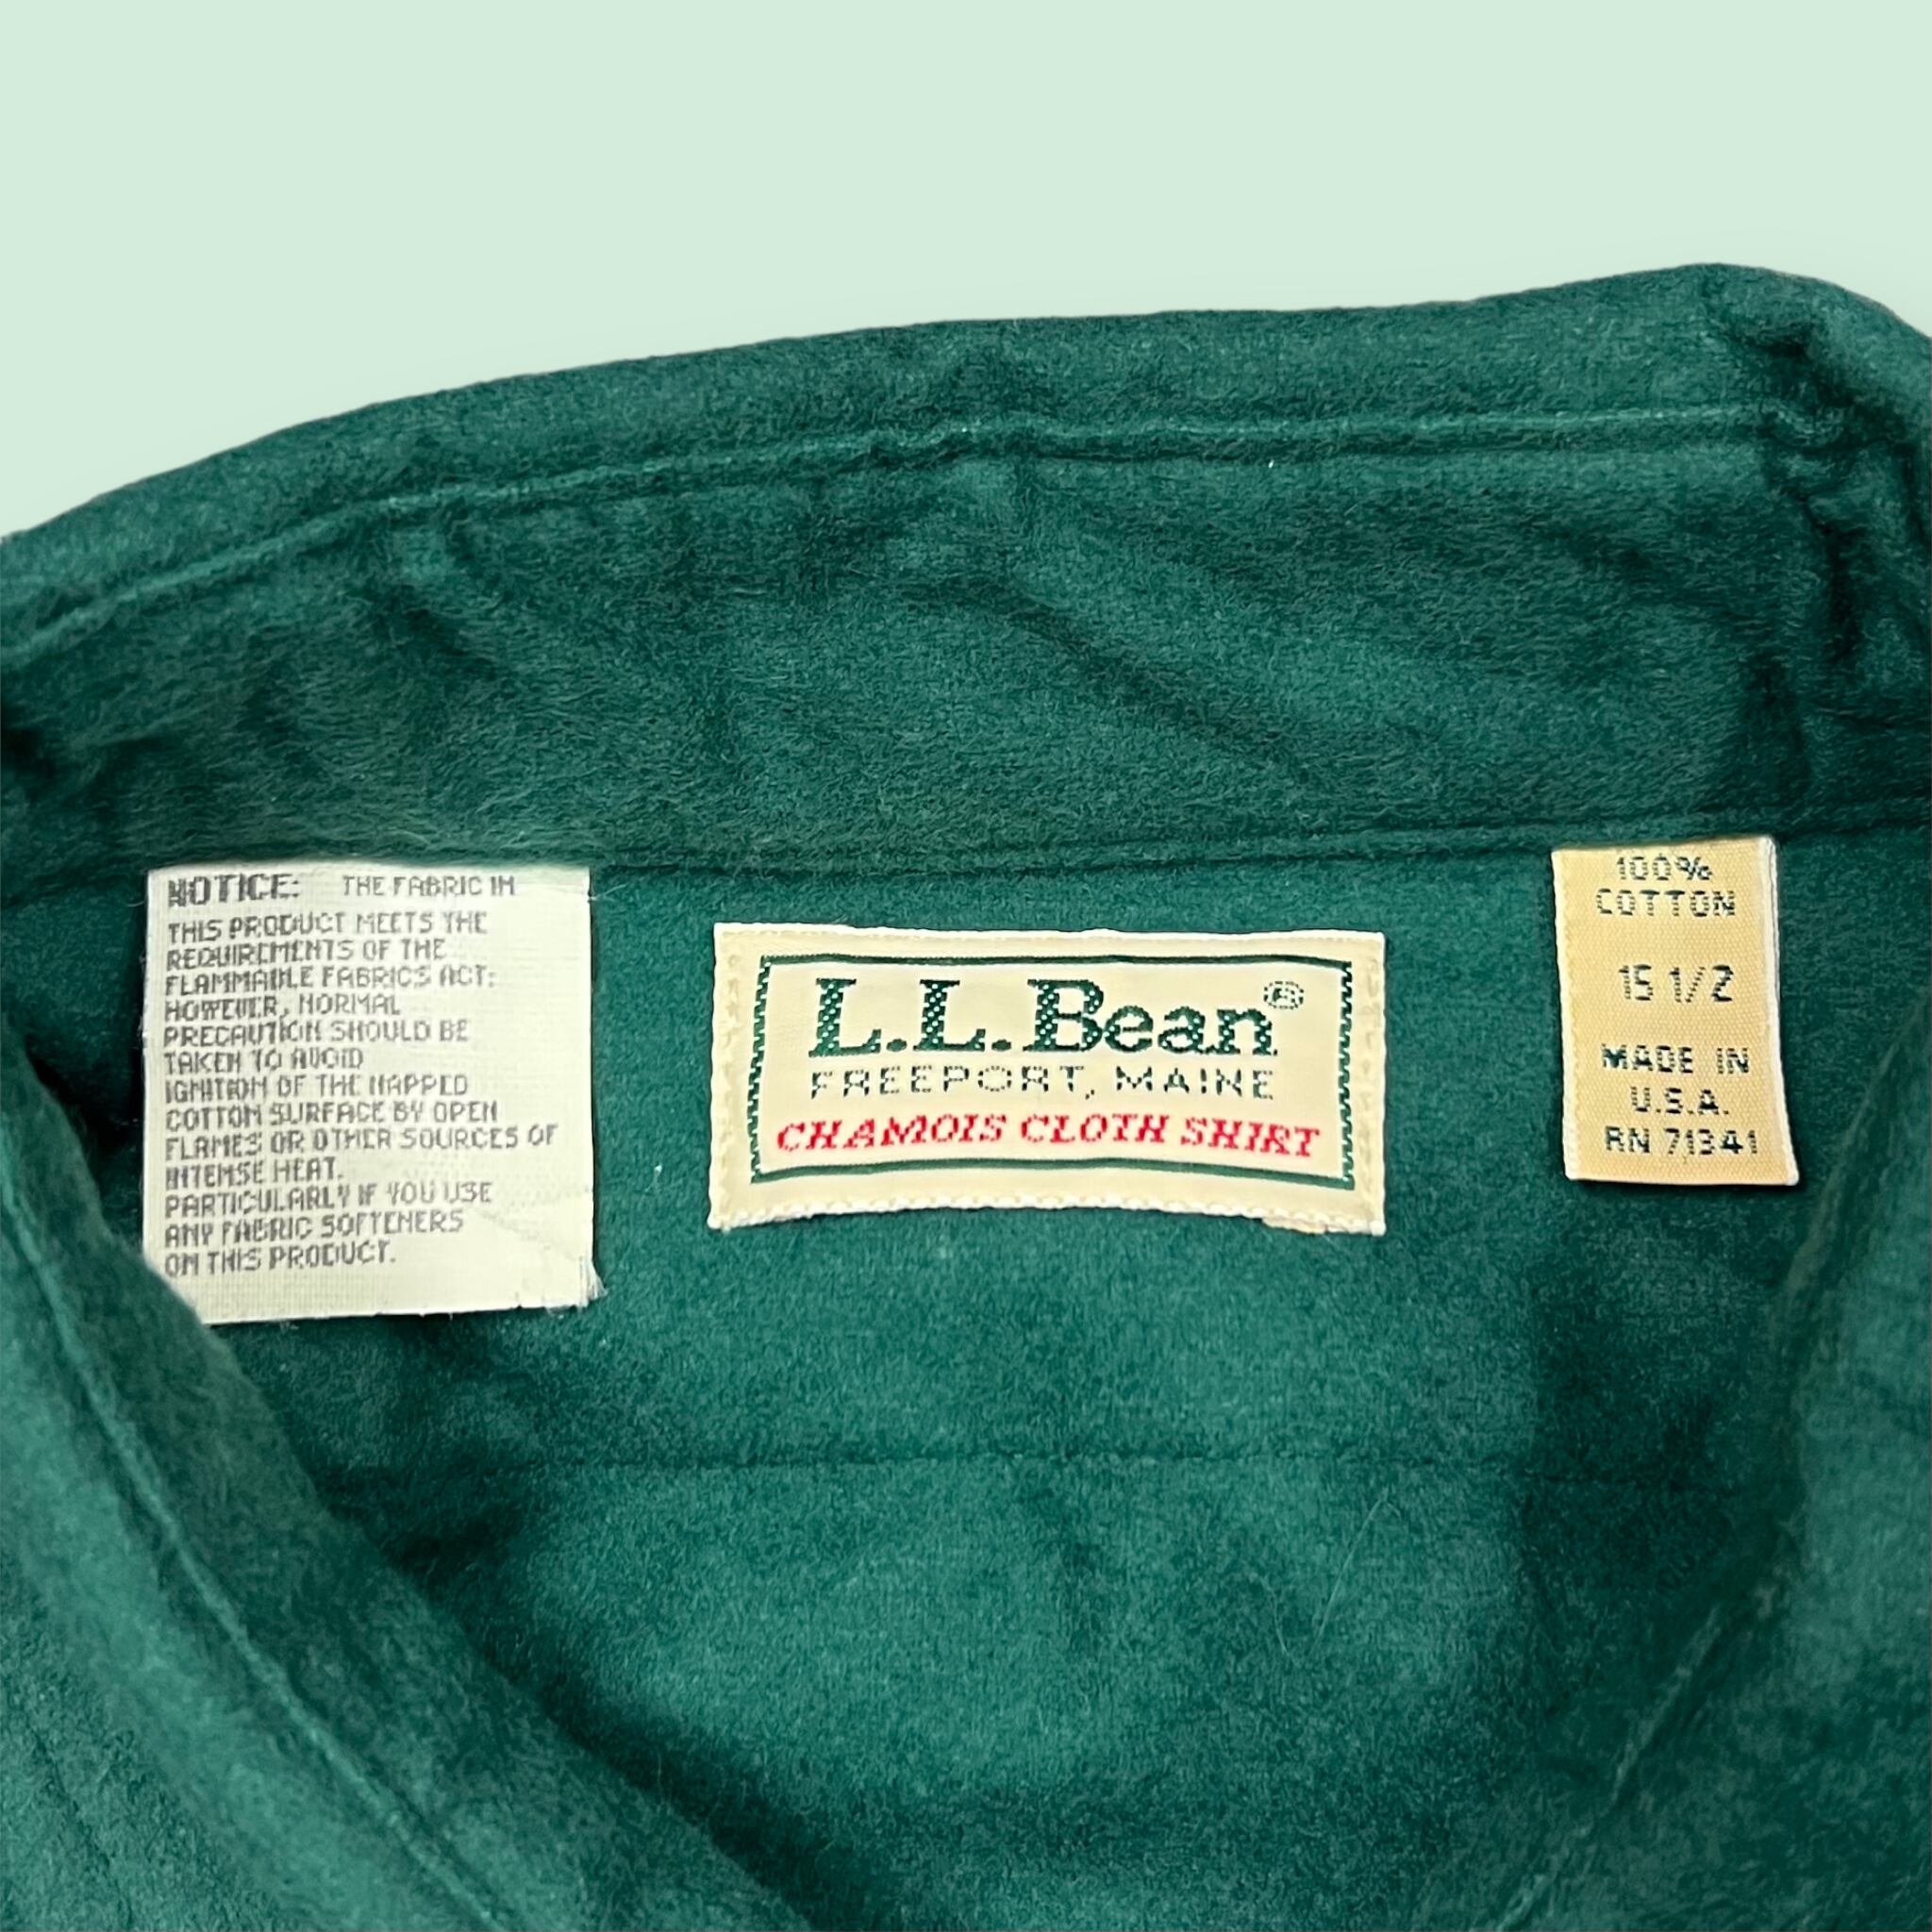 NOTICE: THE FABRIC IN
THIS PRODUCT MEETS THE
REQUIREMENTS OF THE
FLAMMABLE FABRICS ACT:
HOWEVER, NORMAL
PRECAUTION SHOULD BE
TAKEN TO AVOID
IGNITION OF THE NAPPED
COTTON SURFACE BY OPEN
FLAMES OR OTHER SOURCES OF
INTENSE HEAT.
PARTICULARLY IF YOU USE
ANY FABRIC SOFTENERS
ON THIS PRODUCT.
L.L.Bean®
FREEPORT, MAINE
CHAMOIS CLOTH SHIRT
100%
COTTON
15 1/2
MADE IN
U.S.A.
RN 71341